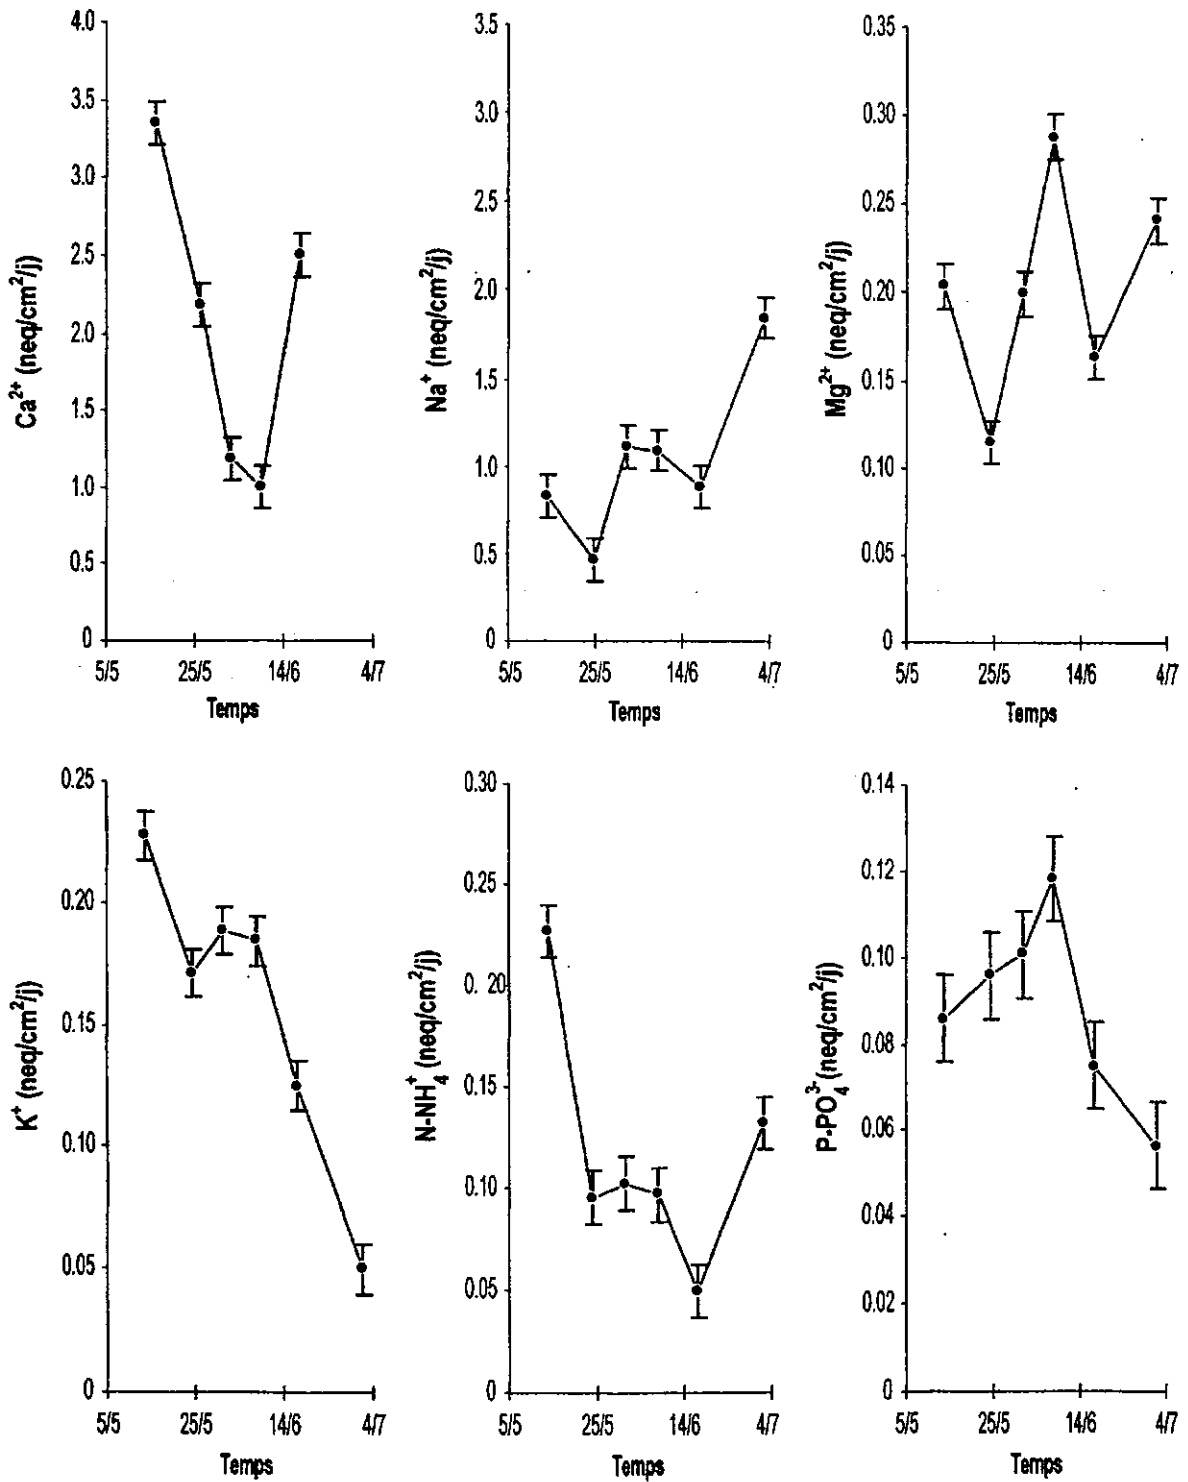 Ca²⁺ (neq/cm²/j)
4.0
3.5
3.0
2.5
2.0
1.5
1.0
0.5
0
5/5 25/5 14/6 4/7
Temps
Na⁺ (neq/cm²/j)
3.5
3.0
2.5
2.0
1.5
1.0
0.5
0
5/5 25/5 14/6 4/7
Temps
Mg²⁺ (neq/cm²/j)
0.35
0.30
0.25
0.20
0.15
0.10
0.05
0
5/5 25/5 14/6 4/7
Temps
K⁺ (neq/cm²/j)
0.25
0.20
0.15
0.10
0.05
0
5/5 25/5 14/6 4/7
Temps
N-NH₄⁺ (neq/cm²/j)
0.30
0.25
0.20
0.15
0.10
0.05
0
5/5 25/5 14/6 4/7
Temps
P-PO₄³⁻ (neq/cm²/j)
0.14
0.12
0.10
0.08
0.06
0.04
0.02
0
5/5 25/5 14/6 4/7
Temps